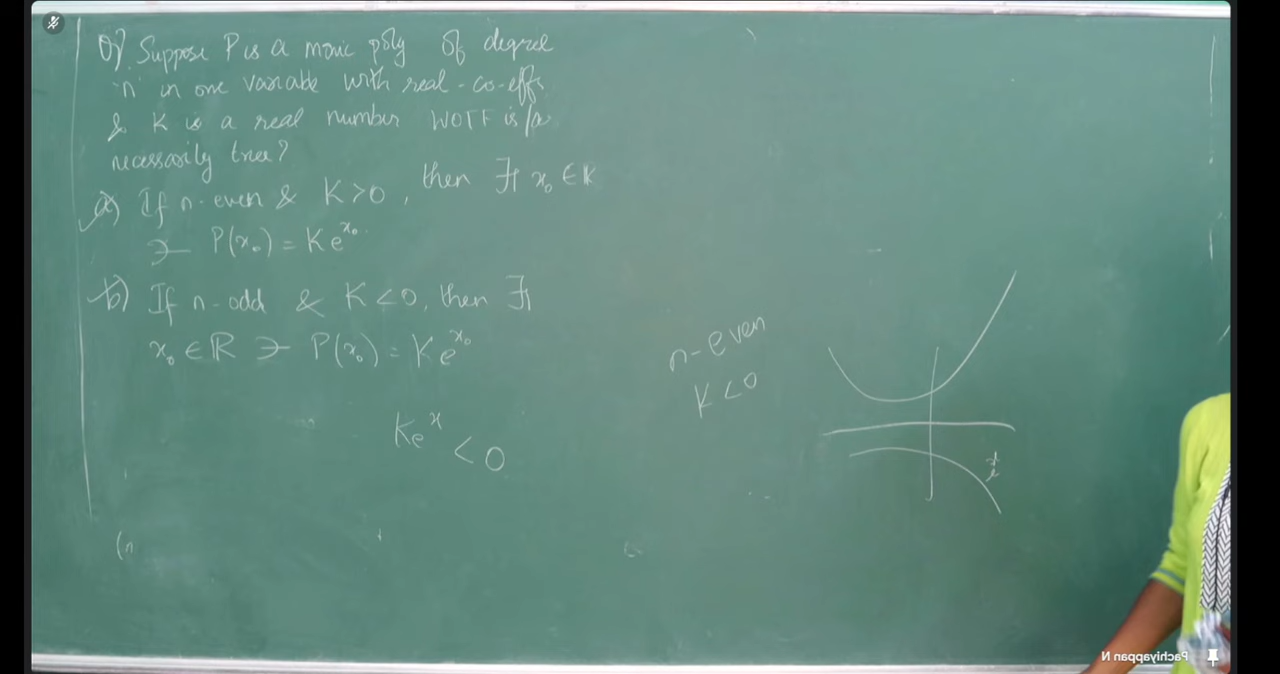 Q). Suppose P is a monic poly of degree
'n' in one variable with real-co-effs
& K is a real number WOTF is/are
necessarily true?
a) If n-even & K>0, then ∃ x₀ ∈ ℝ
∋ P(x₀) = Ke^x₀.
b) If n-odd & K<0, then ∃
x₀ ∈ ℝ ∋ P(x₀) = Ke^x₀
n-even
K<0
Ke^x < 0
(n
Pachiyappan N